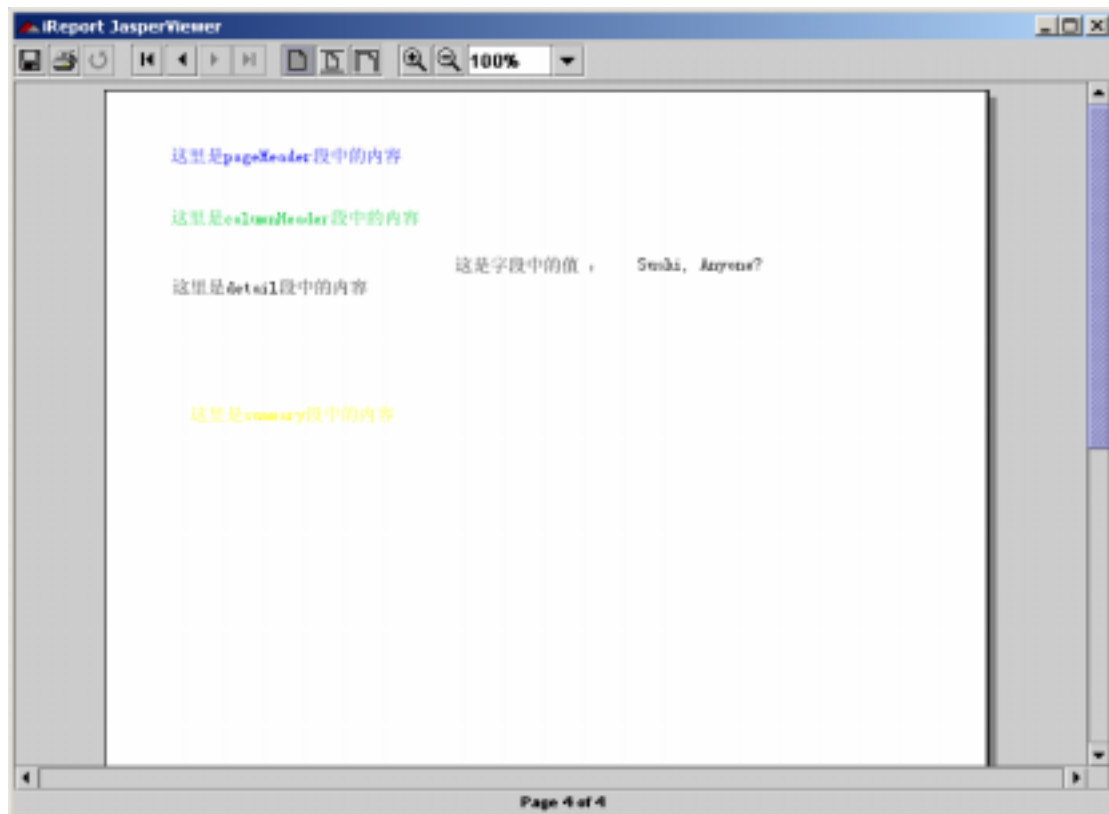 iReport JasperViewer
100%
这里是pageHeader段中的内容
这里是columnHeader段中的内容
这是字段中的值， Sushi, Anyone?
这里是detail段中的内容
这里是summary段中的内容
Page 4 of 4